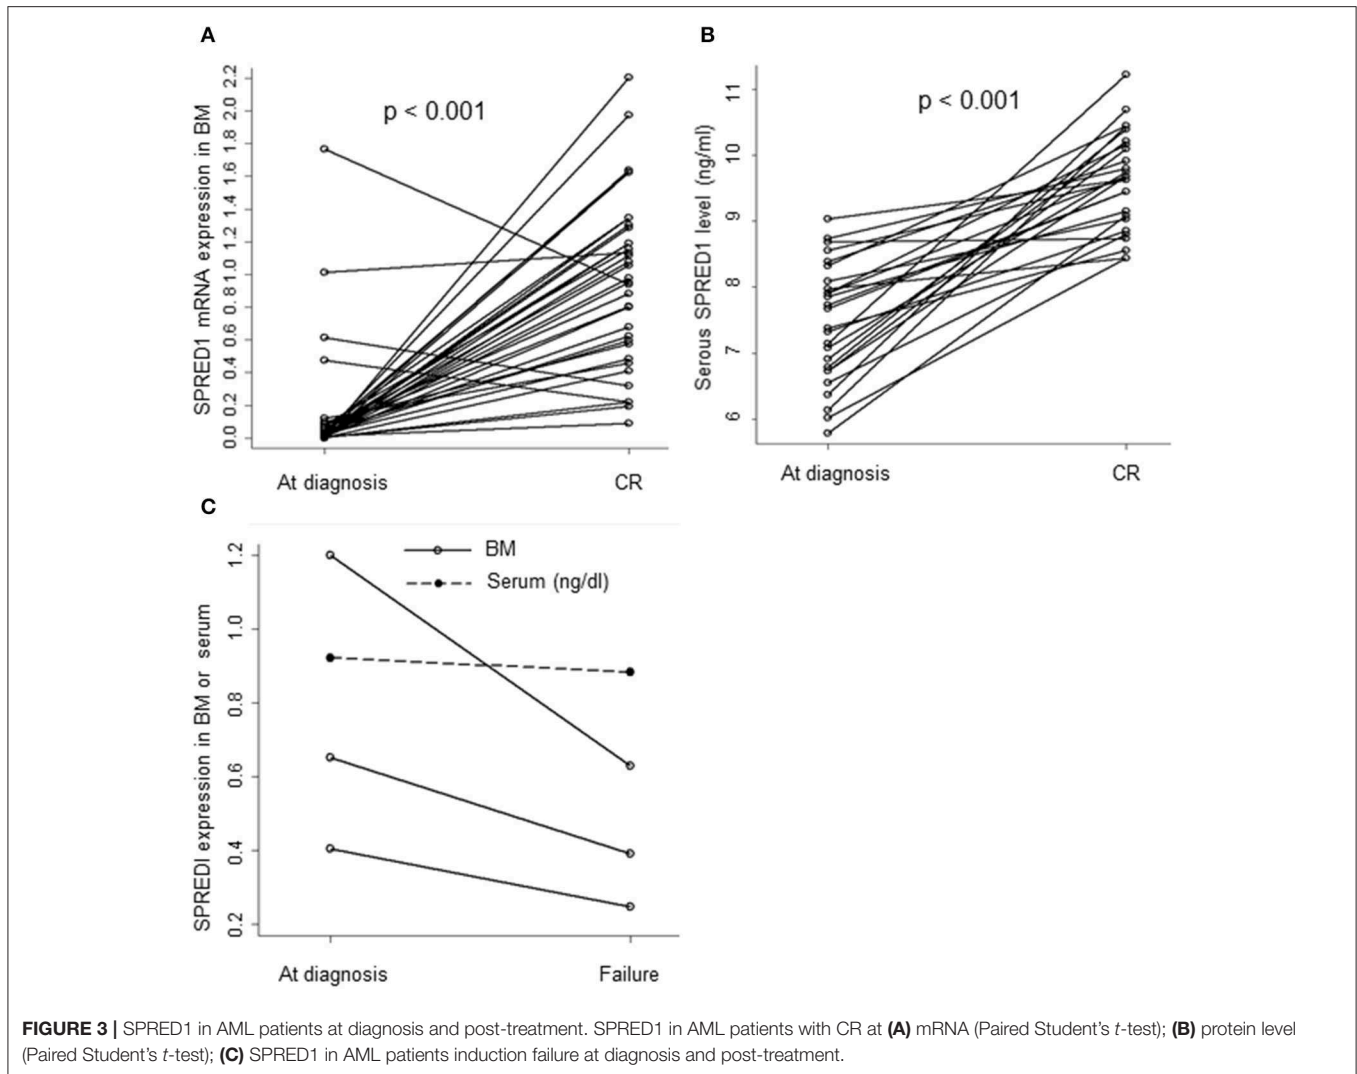 A
SPRED1 mRNA expression in BM
2.2
2.0
1.8
1.6
1.4
1.2
1.0
0.8
0.6
0.4
0.2
0.0
p < 0.001
At diagnosis
CR
B
Serous SPRED1 level (ng/ml)
11
10
9
8
7
6
p < 0.001
At diagnosis
CR
C
SPREDI expression in BM or serum
1.2
1.0
0.8
0.6
0.4
0.2
BM
Serum (ng/dl)
At diagnosis
Failure
FIGURE 3 | SPRED1 in AML patients at diagnosis and post-treatment. SPRED1 in AML patients with CR at (A) mRNA (Paired Student's t-test); (B) protein level
(Paired Student's t-test); (C) SPRED1 in AML patients induction failure at diagnosis and post-treatment.